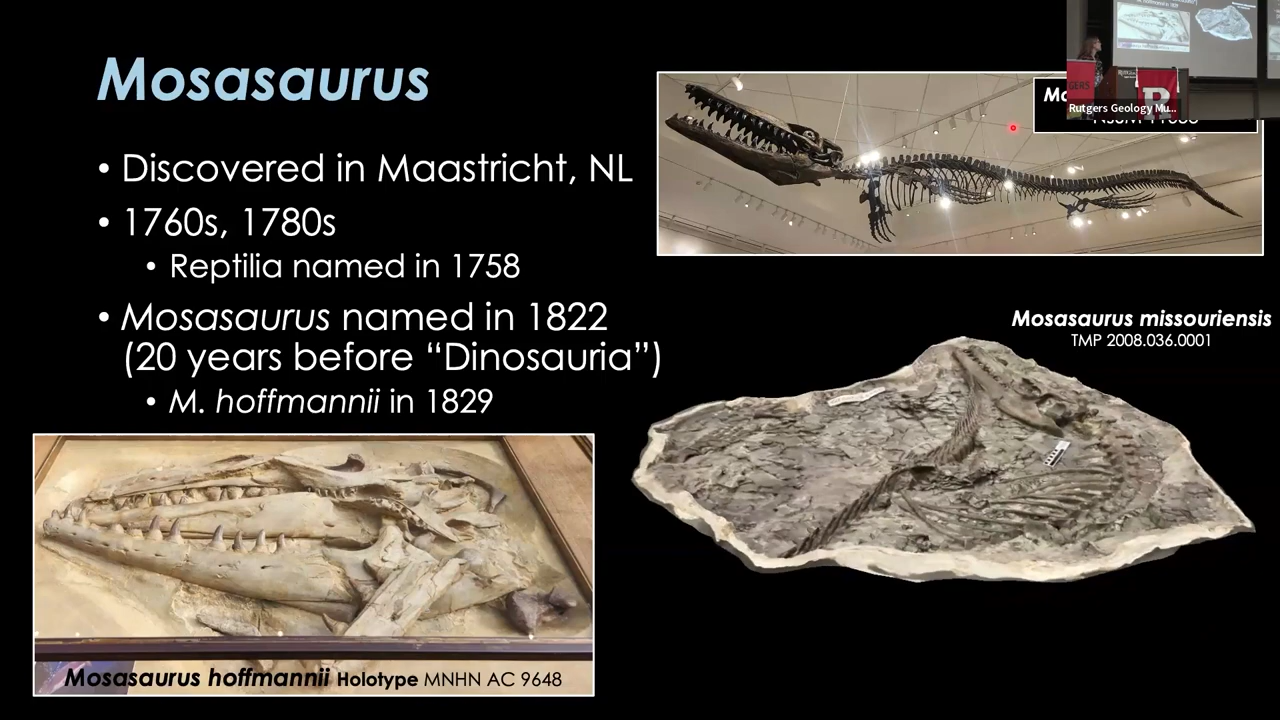 Mosasaurus
• Discovered in Maastricht, NL
• 1760s, 1780s
• Reptilia named in 1758
• Mosasaurus named in 1822
(20 years before “Dinosauria”)
• M. hoffmannii in 1829
Mosasaurus hoffmannii Holotype MNHN AC 9648
Rutgers Geology Mu...
Mosasaurus missouriensis
TMP 2008.036.0001